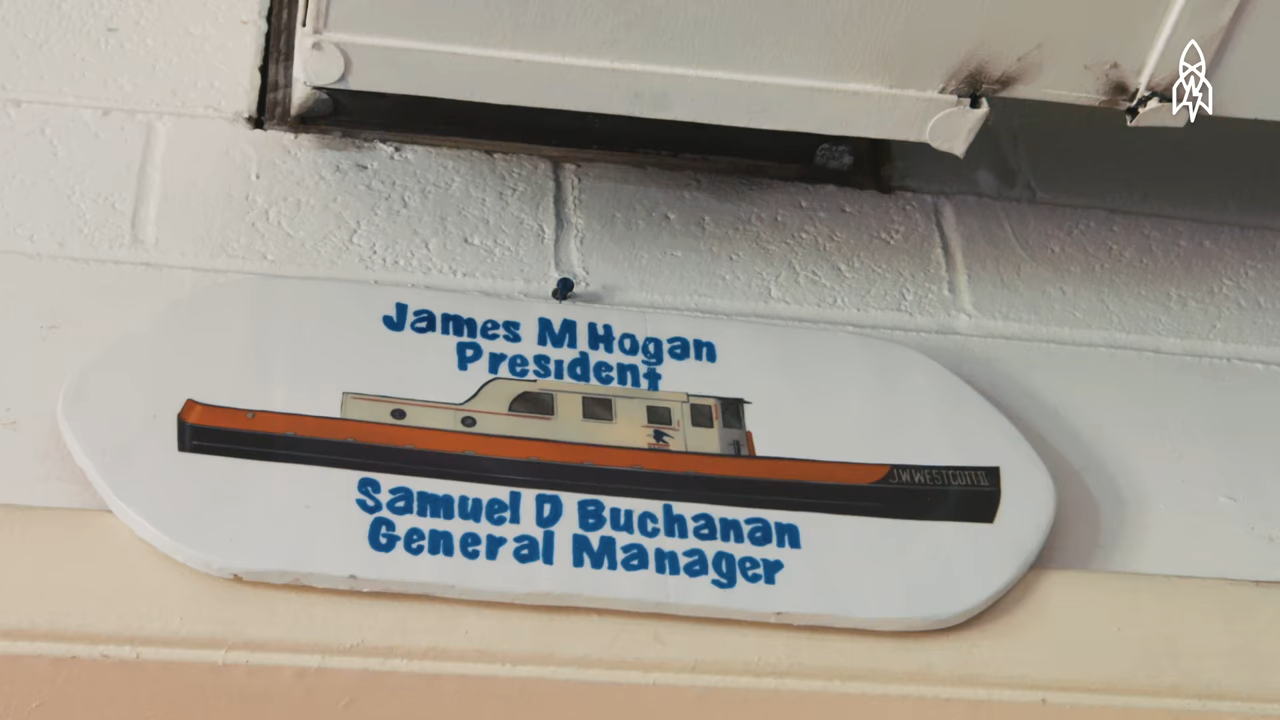 James M Hogan
President
J.W.WESTCOTT II
Samuel D Buchanan
General Manager